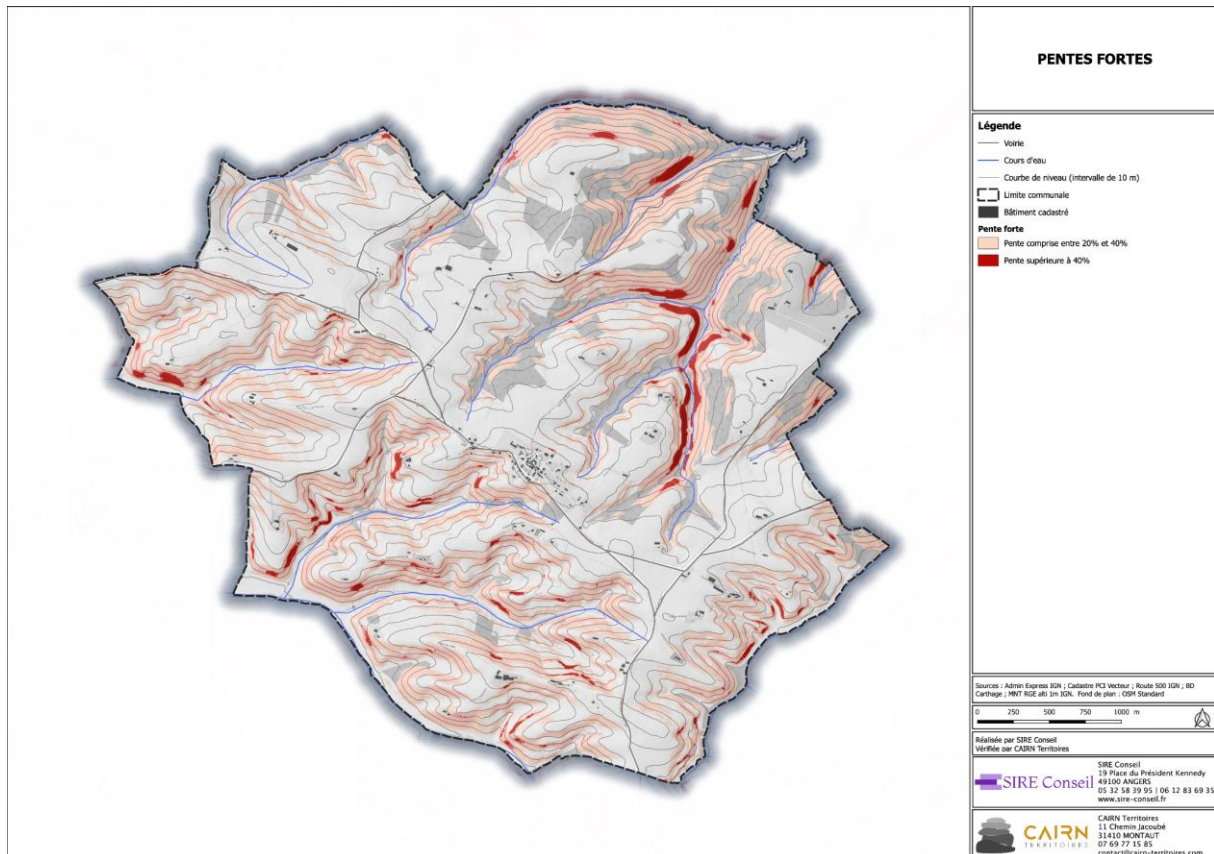 PENTES FORTES
Légende
Voirie
Cours d'eau
Courbe de niveau (intervalle de 10 m)
Limite communale
Bâtiment cadastré
Pente forte
Pente comprise entre 20% et 40%
Pente supérieure à 40%
Sources : Admin Express IGN ; Cadastre PCI Vecteur ; Route 500 IGN ; BD
Carthage ; MNT RGE alti 1m IGN. Fond de plan : OSM Standard
0 250 500 750 1000 m
Réalisée par SIRE Conseil
Vérifiée par CAIRN Territoires
SIRE Conseil
SIRE Conseil
19 Place du Président Kennedy
49100 ANGERS
05 32 58 39 95 | 06 12 83 69 35
www.sire-conseil.fr
CAIRN
TERRITOIRES
CAIRN Territoires
11 Chemin Jacoubé
31410 MONTAUT
07 69 77 15 85
contact@cairn-territoires.com